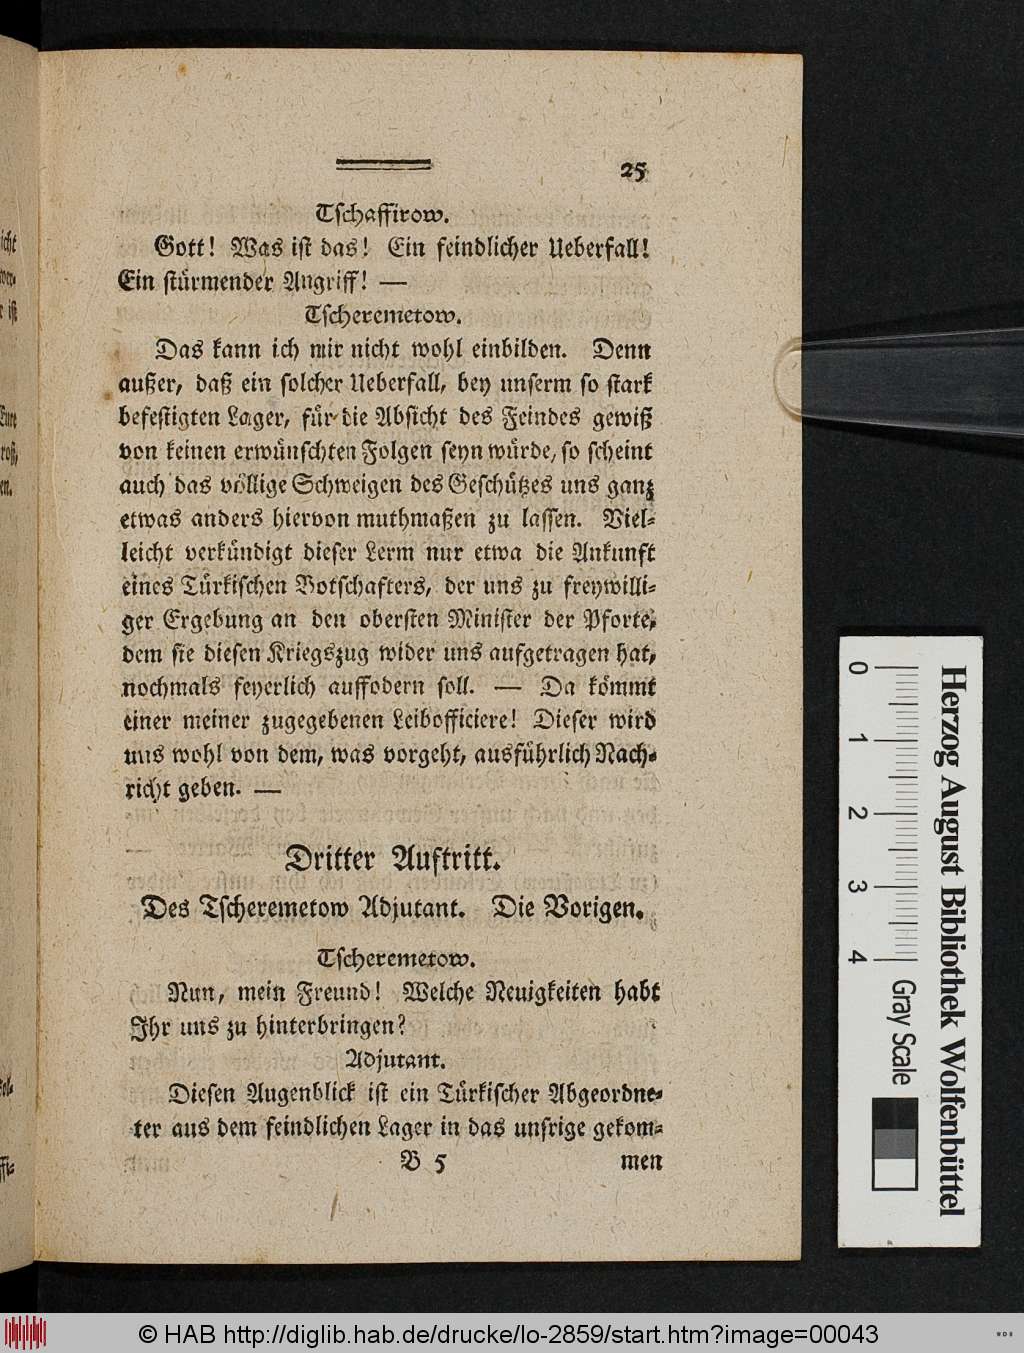 25
Tschaffirow.
Gott! Was ist das! Ein feindlicher Ueberfall!
Ein stürmender Angriff! —
Tscheremetow.
Das kann ich mir nicht wohl einbilden. Denn
außer, daß ein solcher Ueberfall, bey unserm so stark
befestigten Lager, für die Absicht des Feindes gewiß
von keinen erwünschten Folgen seyn würde, so scheint
auch das völlige Schweigen des Geschützes uns ganz
etwas anders hiervon muthmaßen zu lassen. Viel-
leicht verkündigt dieser Lerm nur etwa die Ankunft
eines Türkischen Botschafters, der uns zu freywilli-
ger Ergebung an den obersten Minister der Pforte,
dem sie diesen Kriegszug wider uns aufgetragen hat,
nochmals feyerlich auffodern soll. — Da kömmt
einer meiner zugegebenen Leibofficiere! Dieser wird
uns wohl von dem, was vorgeht, ausführlich Nach-
richt geben. —
Dritter Auftritt.
Des Tscheremetow Adjutant. Die Vorigen.
Tscheremetow.
Nun, mein Freund! Welche Neuigkeiten habt
Ihr uns zu hinterbringen?
Adjutant.
Diesen Augenblick ist ein Türkischer Abgeordne-
ter aus dem feindlichen Lager in das unsrige gekom-
B 5 men
0 1 2 3 4
Gray Scale
Herzog August Bibliothek Wolfenbüttel
© HAB http://diglib.hab.de/drucke/lo-2859/start.htm?image=00043